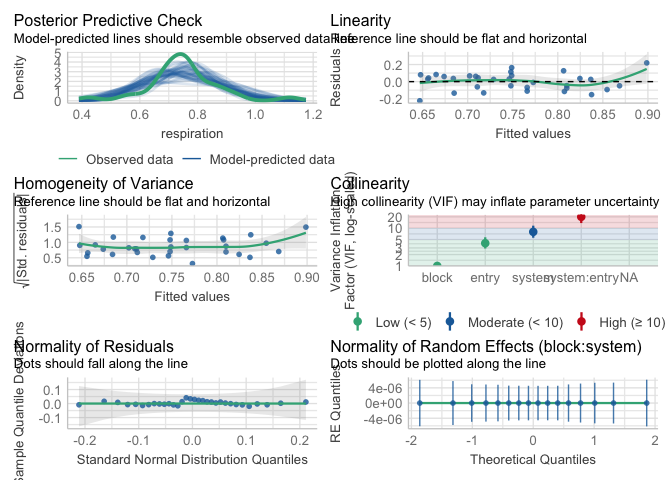 Posterior Predictive Check
Model-predicted lines should resemble observed data line
Density
5
4
3
2
1
0
0.4
0.6
0.8
1.0
1.2
respiration
Observed data
Model-predicted data
Linearity
Reference line should be flat and horizontal
Residuals
0.2
0.0
-0.2
0.65
0.70
0.75
0.80
0.85
0.90
Fitted values
Homogeneity of Variance
Reference line should be flat and horizontal
√|Std. residuals|
1.5
1.0
0.5
0.65
0.70
0.75
0.80
0.85
0.90
Fitted values
Collinearity
High collinearity (VIF) may inflate parameter uncertainty
Variance Inflation
Factor (VIF, log-scaled)
20
10
5
3
2
1
block
entry
system
system:entry
NA
Low (< 5)
Moderate (< 10)
High (≥ 10)
Normality of Residuals
Dots should fall along the line
Sample Quantile Deviations
0.1
0.0
-0.1
-0.2
-0.1
0.0
0.1
0.2
Standard Normal Distribution Quantiles
Normality of Random Effects (block:system)
Dots should be plotted along the line
RE Quantiles
4e-06
0e+00
-4e-06
-2
-1
0
1
2
Theoretical Quantiles